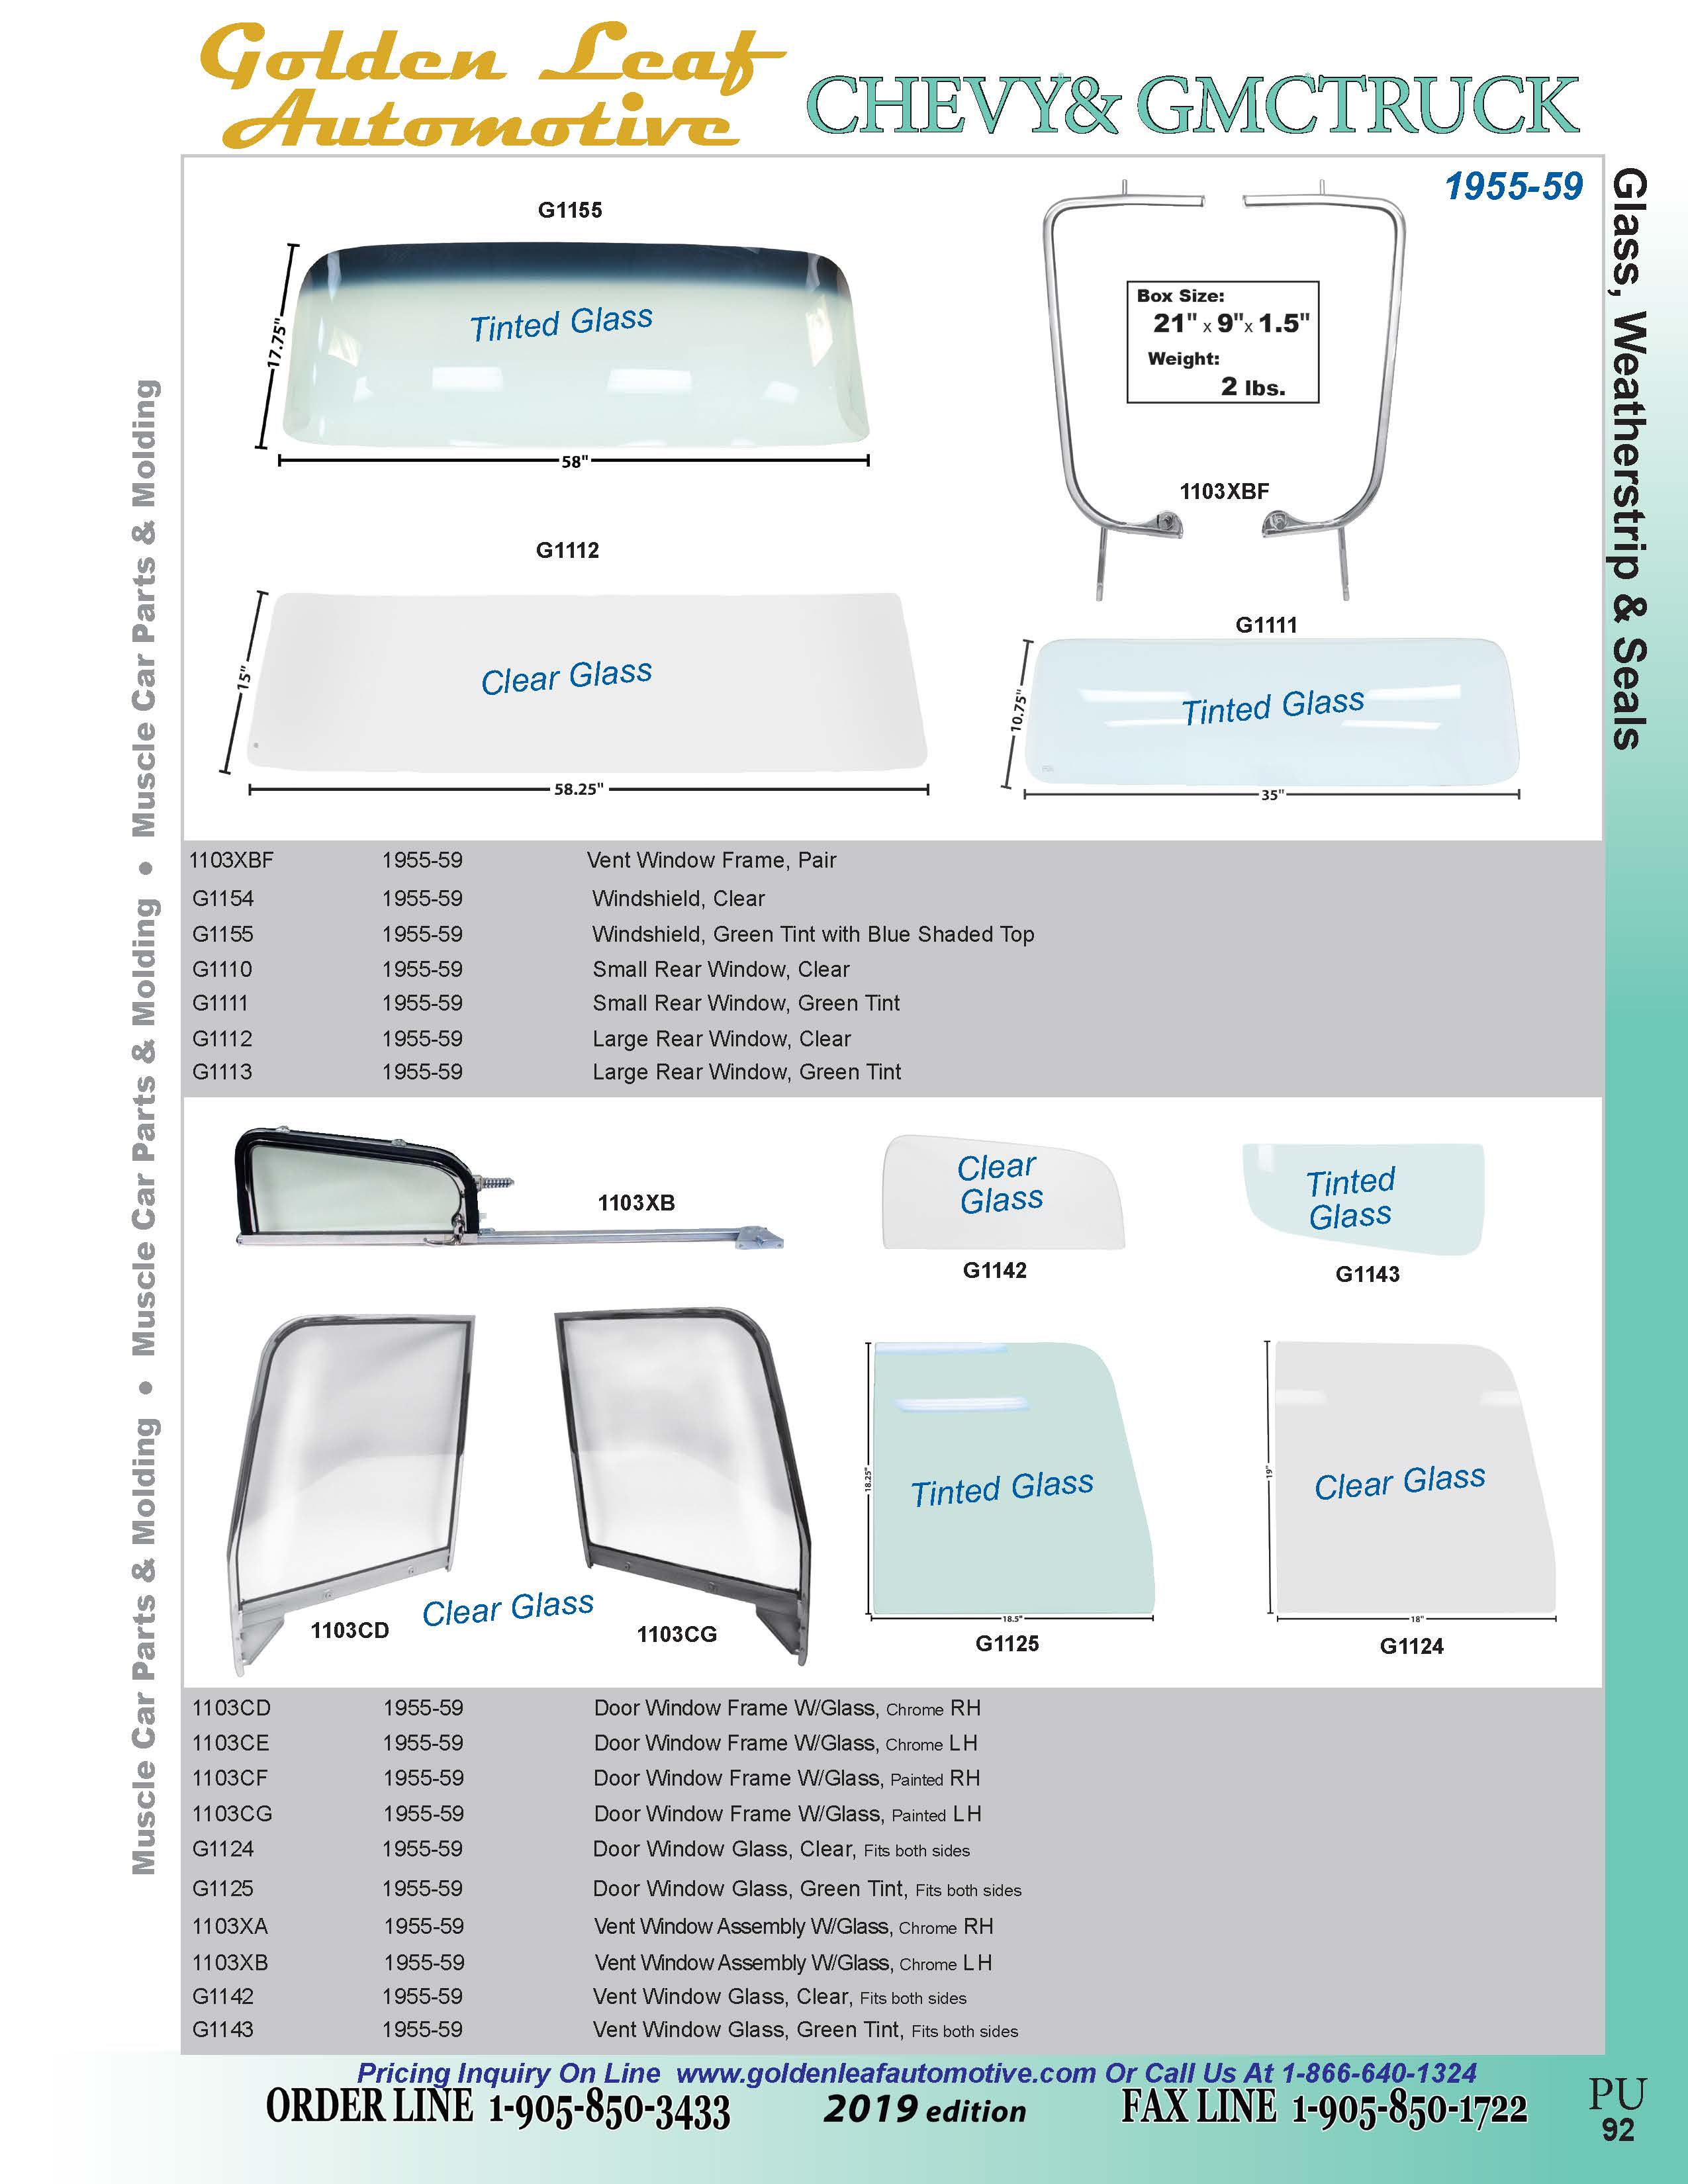 Golden Leaf
Automotive
CHEVY& GMCTRUCK
1955-59
Glass, Weatherstrip & Seals
Muscle Car Parts & Molding • Muscle Car Parts & Molding • Muscle Car Parts & Molding
G1155
Tinted Glass
17.75"
58"
Box Size:
21" x 9"x 1.5"
Weight:
2 lbs.
1103XBF
G1112
Clear Glass
15"
58.25"
G1111
Tinted Glass
10.75"
35"
1103XBF 1955-59 Vent Window Frame, Pair
G1154 1955-59 Windshield, Clear
G1155 1955-59 Windshield, Green Tint with Blue Shaded Top
G1110 1955-59 Small Rear Window, Clear
G1111 1955-59 Small Rear Window, Green Tint
G1112 1955-59 Large Rear Window, Clear
G1113 1955-59 Large Rear Window, Green Tint
1103XB
Clear
Glass
G1142
Tinted
Glass
G1143
1103CD
Clear Glass
1103CG
Tinted Glass
18.25"
18.5"
G1125
Clear Glass
19"
18"
G1124
1103CD 1955-59 Door Window Frame W/Glass, Chrome RH
1103CE 1955-59 Door Window Frame W/Glass, Chrome LH
1103CF 1955-59 Door Window Frame W/Glass, Painted RH
1103CG 1955-59 Door Window Frame W/Glass, Painted LH
G1124 1955-59 Door Window Glass, Clear, Fits both sides
G1125 1955-59 Door Window Glass, Green Tint, Fits both sides
1103XA 1955-59 Vent Window Assembly W/Glass, Chrome RH
1103XB 1955-59 Vent Window Assembly W/Glass, Chrome LH
G1142 1955-59 Vent Window Glass, Clear, Fits both sides
G1143 1955-59 Vent Window Glass, Green Tint, Fits both sides
Pricing Inquiry On Line www.goldenleafautomotive.com Or Call Us At 1-866-640-1324
ORDER LINE 1-905-850-3433 2019 edition FAX LINE 1-905-850-1722
PU
92